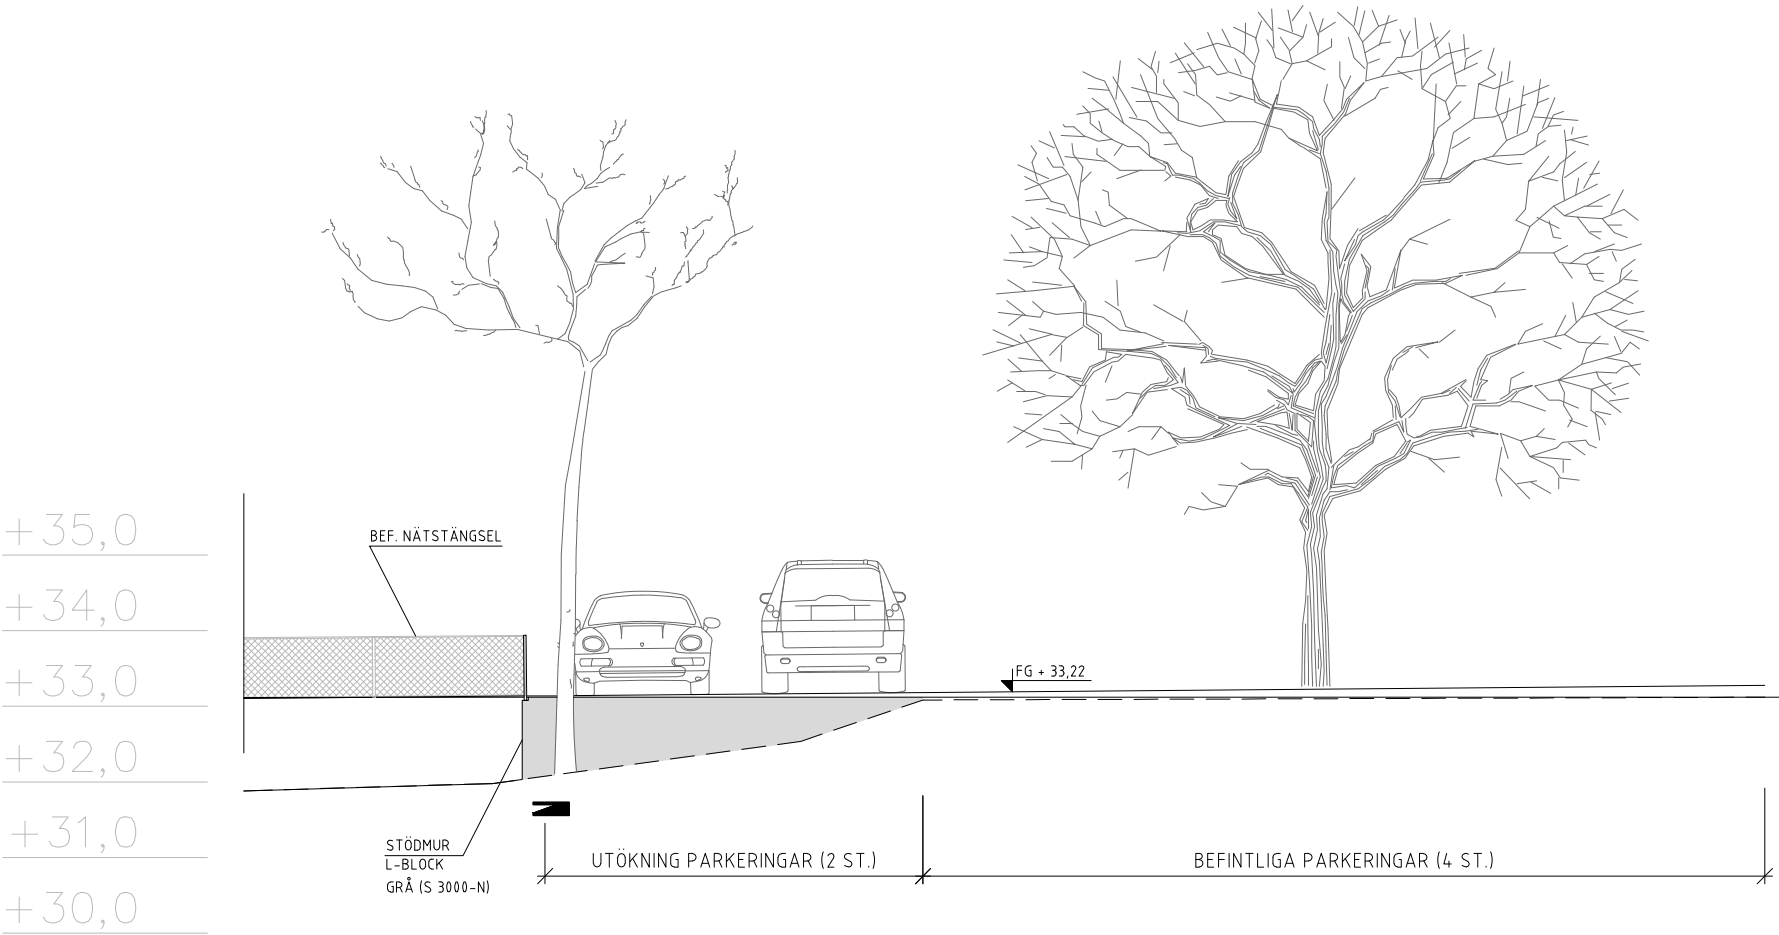 +35,0
+34,0
+33,0
+32,0
+31,0
+30,0
BEF. NÄTSTÄNGSEL
FG + 33,22
STÖDMUR
L-BLOCK
GRÅ (S 3000-N)
UTÖKNING PARKERINGAR (2 ST.)
BEFINTLIGA PARKERINGAR (4 ST.)